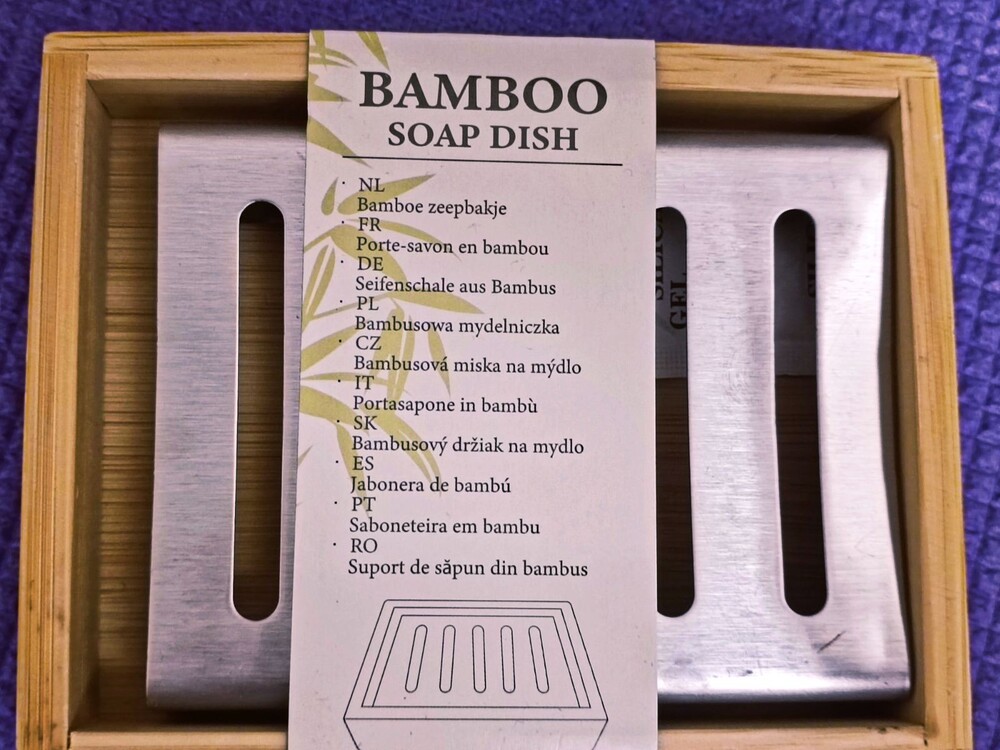 BAMBOO
SOAP DISH
· NL
Bamboe zeepbakje
· FR
Porte-savon en bambou
· DE
Seifenschale aus Bambus
· PL
Bambusowa mydelniczka
· CZ
Bambusová miska na mýdlo
· IT
Portasapone in bambù
· SK
Bambusový držiak na mydlo
· ES
Jabonera de bambú
· PT
Saboneteira em bambu
· RO
Suport de săpun din bambus
GEL